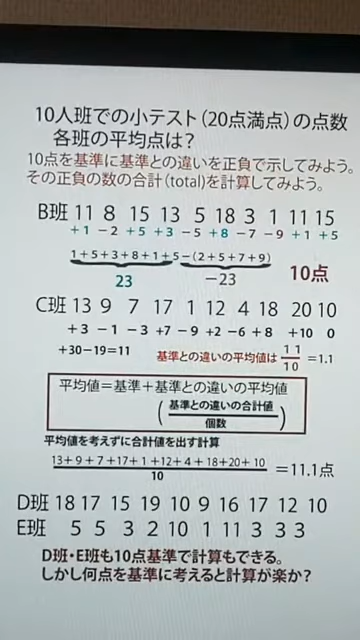 10人班での小テスト（20点満点）の点数
各班の平均点は？
10点を基準に基準との違いを正負で示してみよう。
その正負の数の合計(total)を計算してみよう。
B班 11 8 15 13 5 18 3 1 11 15
+1 −2 +5 +3 −5 +8 −7 −9 +1 +5
1+5+3+8+1+5−(2+5+7+9)
23 −23 10点
C班 13 9 7 17 1 12 4 18 20 10
+3 −1 −3 +7 −9 +2 −6 +8 +10 0
+30−19=11 基準との違いの平均値は 11/10 =1.1
平均値＝基準＋基準との違いの平均値
(基準との違いの合計値/個数)
平均値を考えずに合計値を出す計算
13+9+7+17+1+12+4+18+20+10/10 =11.1点
D班 18 17 15 19 10 9 16 17 12 10
E班 5 5 3 2 10 1 11 3 3 3
D班・E班も10点基準で計算もできる。
しかし何点を基準に考えると計算が楽か？